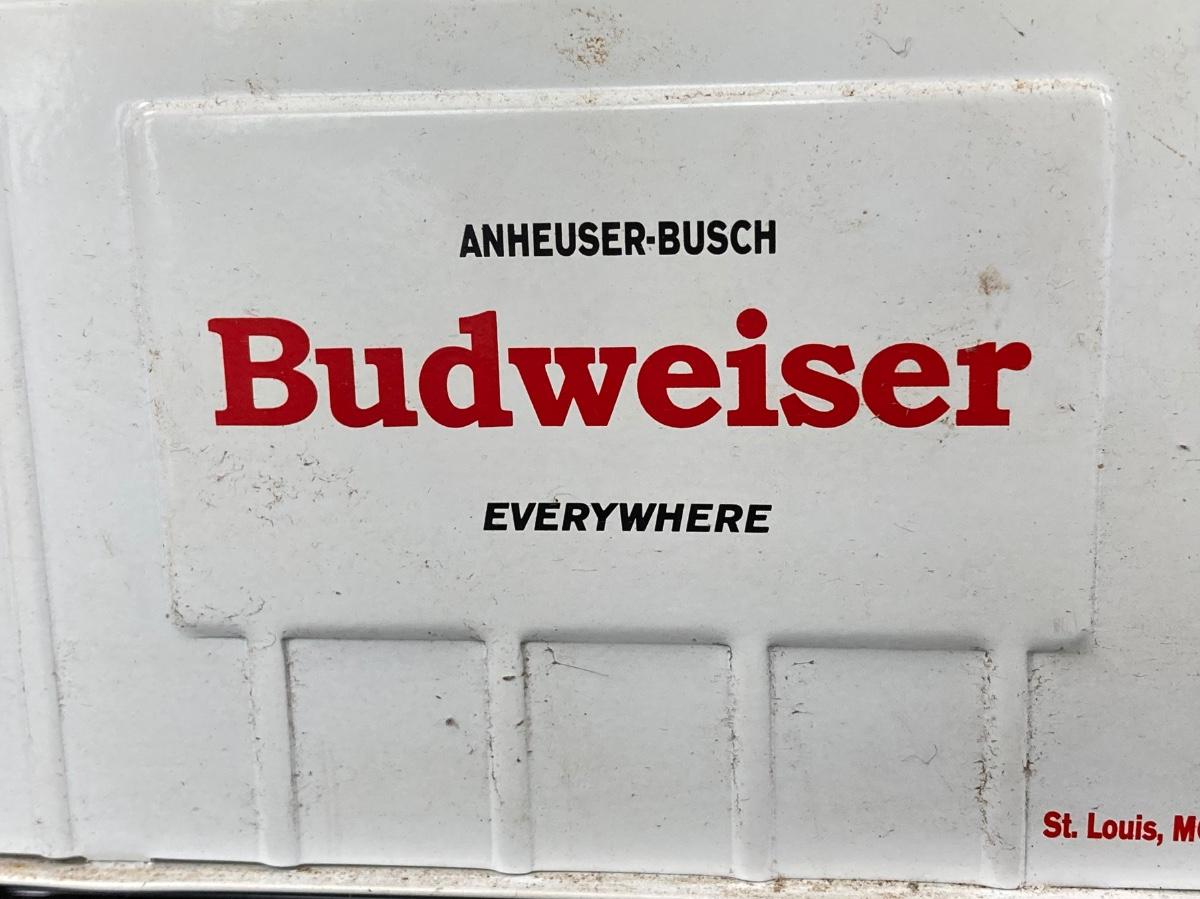 ANHEUSER-BUSCH
Budweiser
EVERYWHERE
St. Louis,